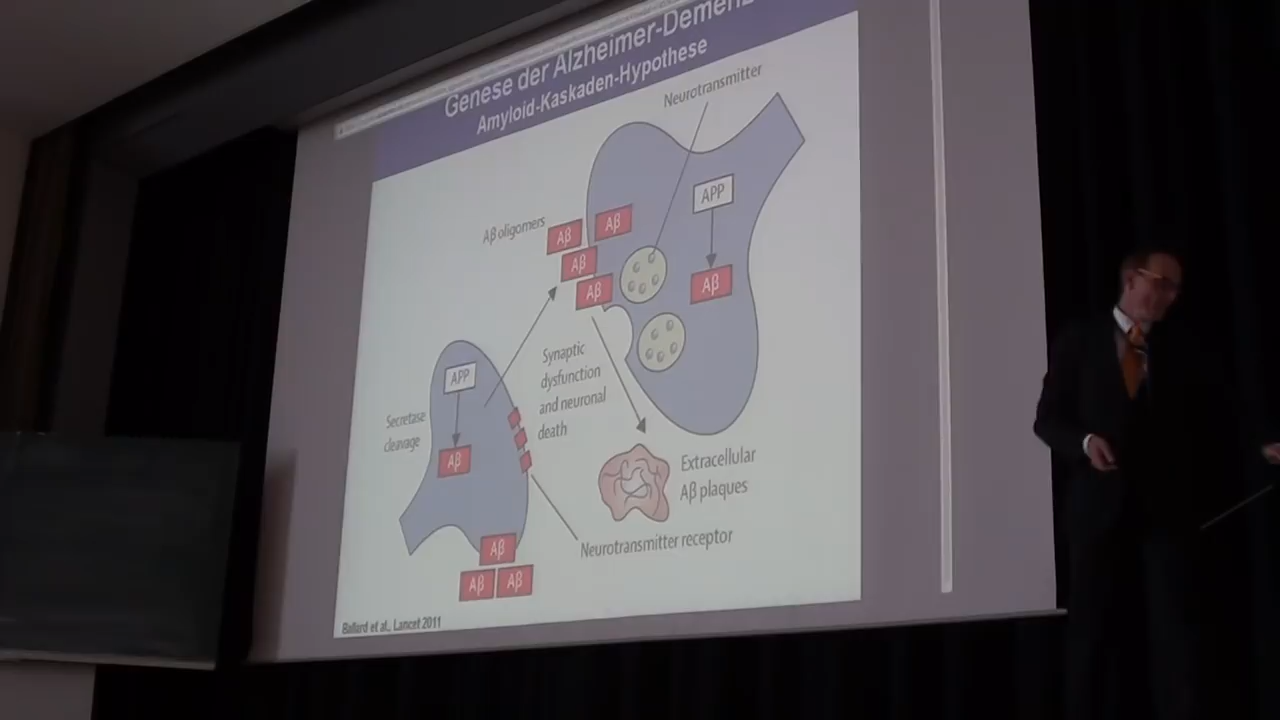 Genese der Alzheimer-Demenz
Amyloid-Kaskaden-Hypothese
Neurotransmitter
APP
Aβ oligomers
Aβ
Aβ
Aβ
Aβ
Aβ
Synaptic
dysfunction
and neuronal
death
APP
Secretase
cleavage
Aβ
Extracellular
Aβ plaques
Neurotransmitter receptor
Aβ
Aβ
Aβ
Ballard et al., Lancet 2011